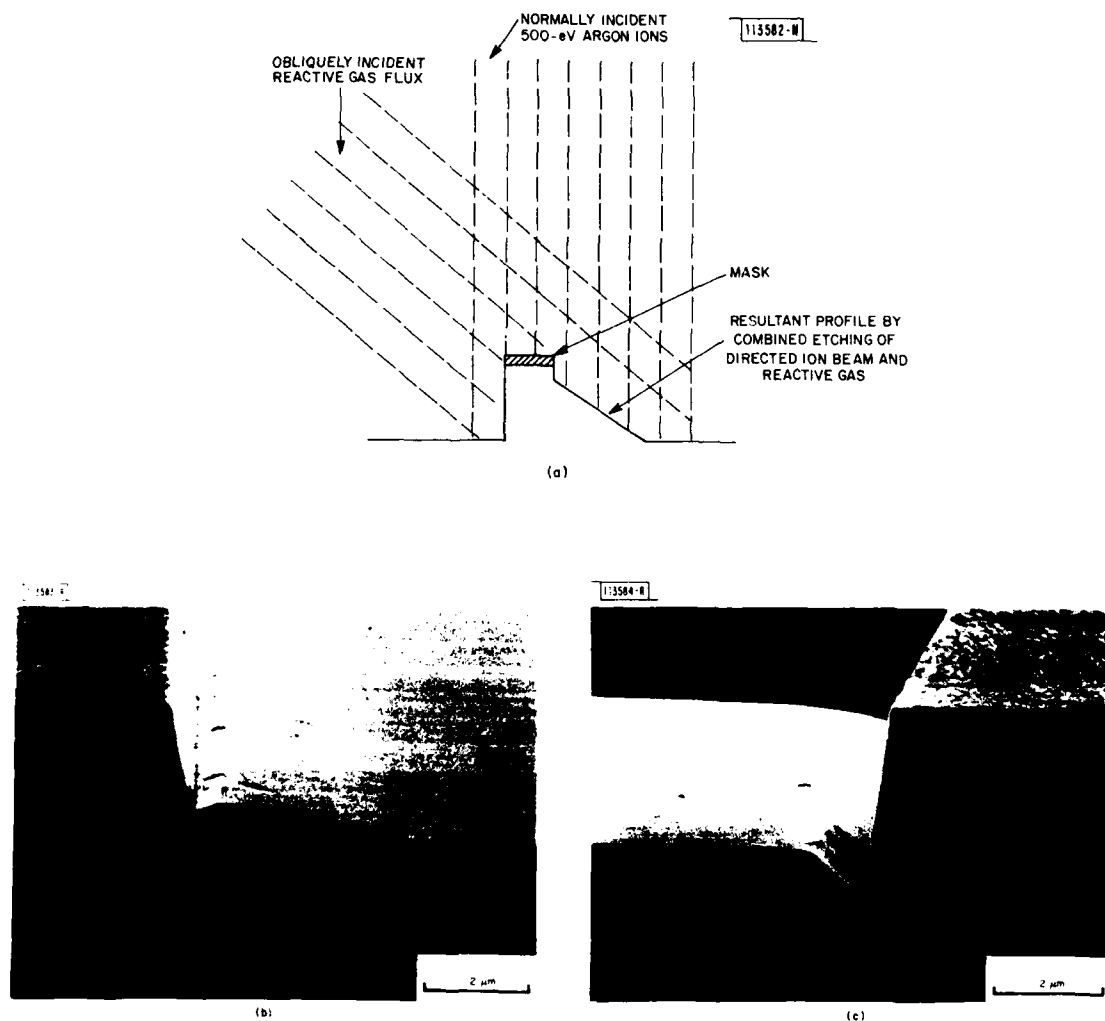 NORMALLY INCIDENT
500-eV ARGON IONS
113582-N
OBLIQUELY INCIDENT
REACTIVE GAS FLUX
MASK
RESULTANT PROFILE BY
COMBINED ETCHING OF
DIRECTED ION BEAM AND
REACTIVE GAS
(a)
113584-R
2 μm
2 μm
(b)
(c)